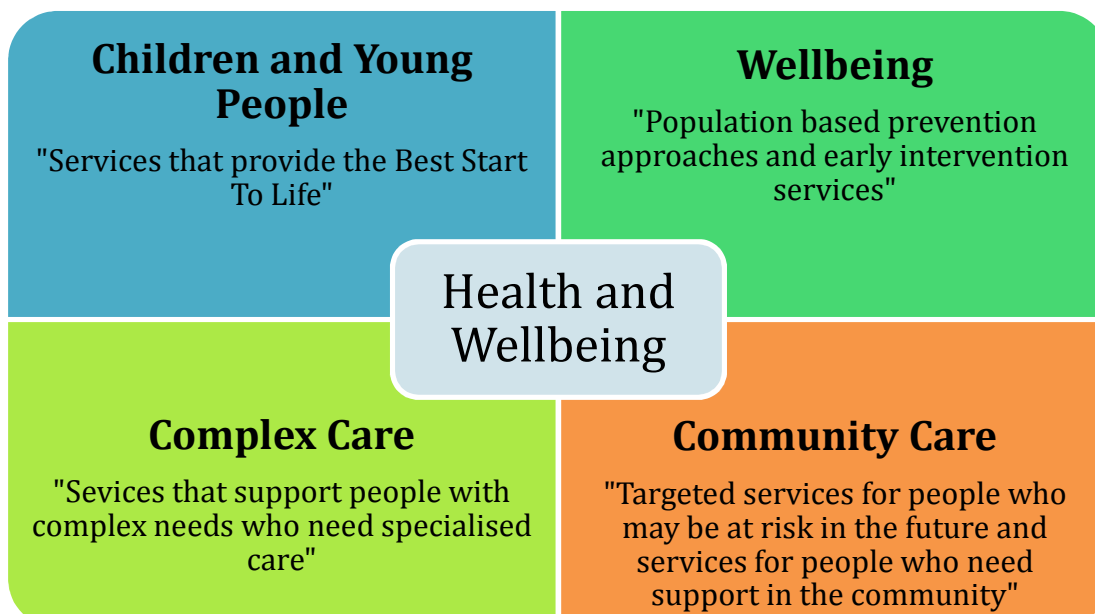 Children and Young
People
"Services that provide the Best Start
To Life"
Wellbeing
"Population based prevention
approaches and early intervention
services"
Health and
Wellbeing
Complex Care
"Sevices that support people with
complex needs who need specialised
care"
Community Care
"Targeted services for people who
may be at risk in the future and
services for people who need
support in the community"